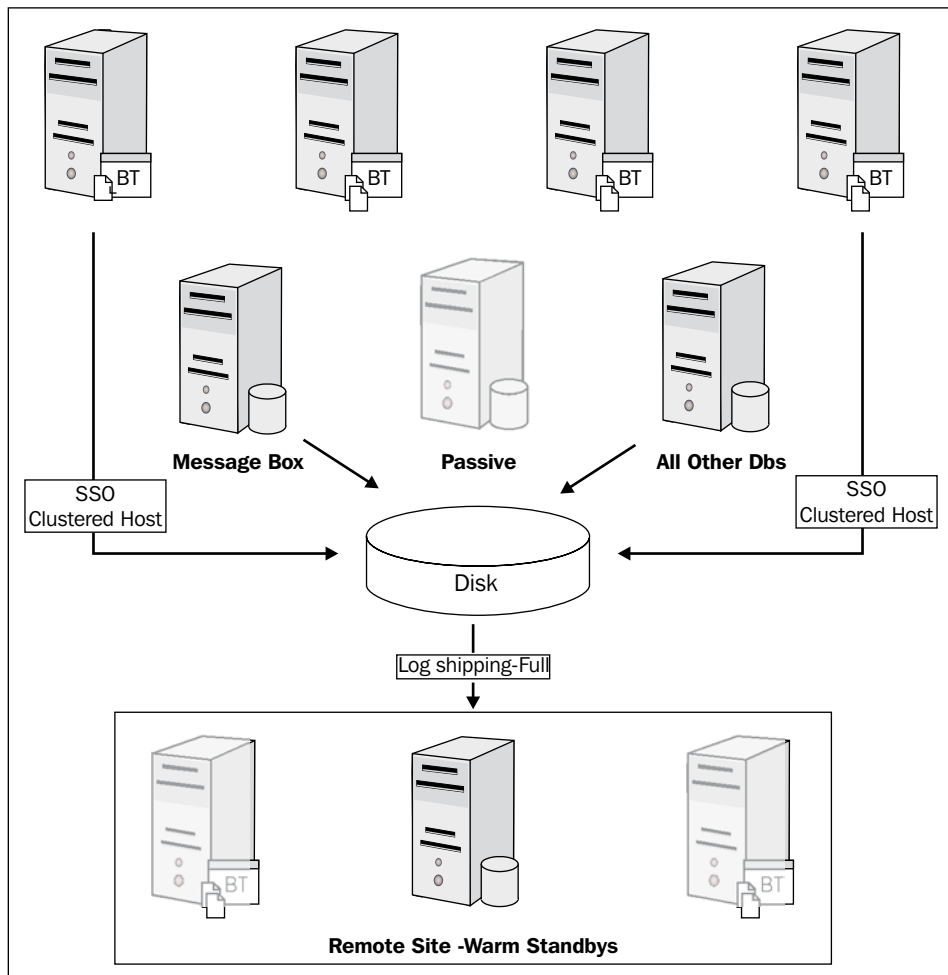 BT
BT
BT
BT
Message Box
Passive
All Other Dbs
SSO
Clustered Host
SSO
Clustered Host
Disk
Log shipping-Full
BT
BT
Remote Site -Warm Standbys